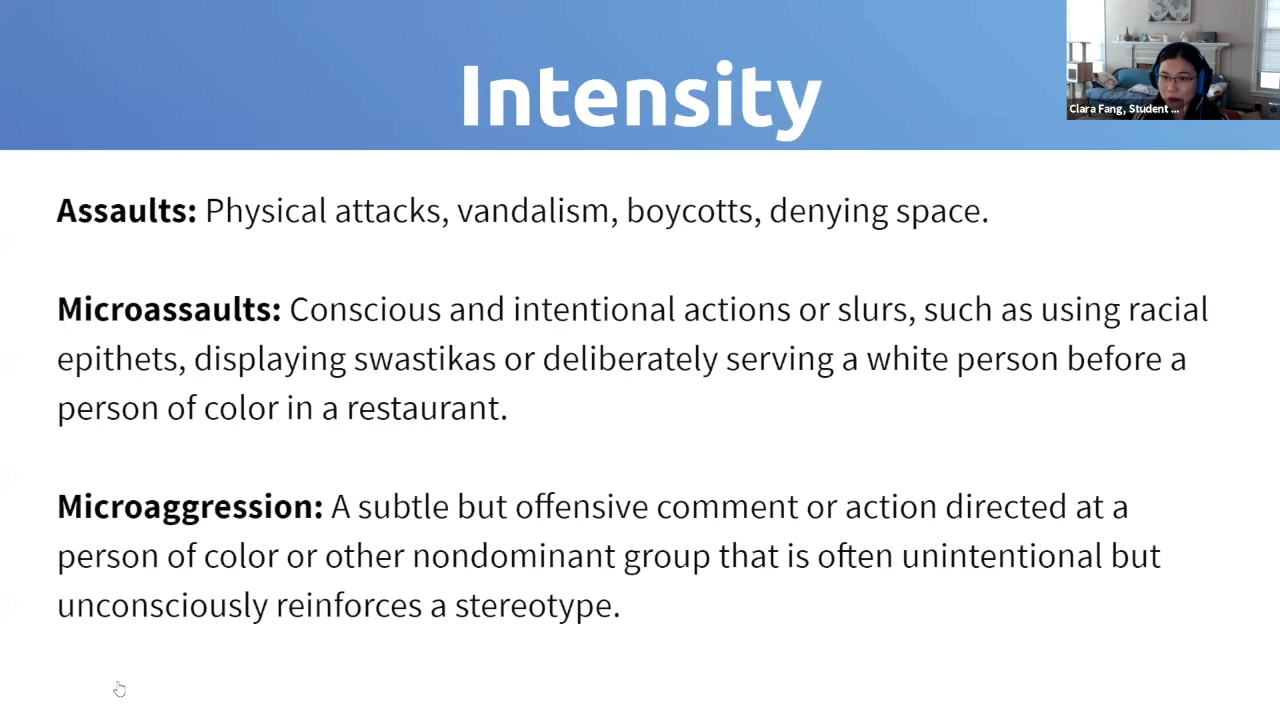 Intensity
Clara Fang, Student ...
Assaults: Physical attacks, vandalism, boycotts, denying space.
Microassaults: Conscious and intentional actions or slurs, such as using racial
epithets, displaying swastikas or deliberately serving a white person before a
person of color in a restaurant.
Microaggression: A subtle but offensive comment or action directed at a
person of color or other nondominant group that is often unintentional but
unconsciously reinforces a stereotype.